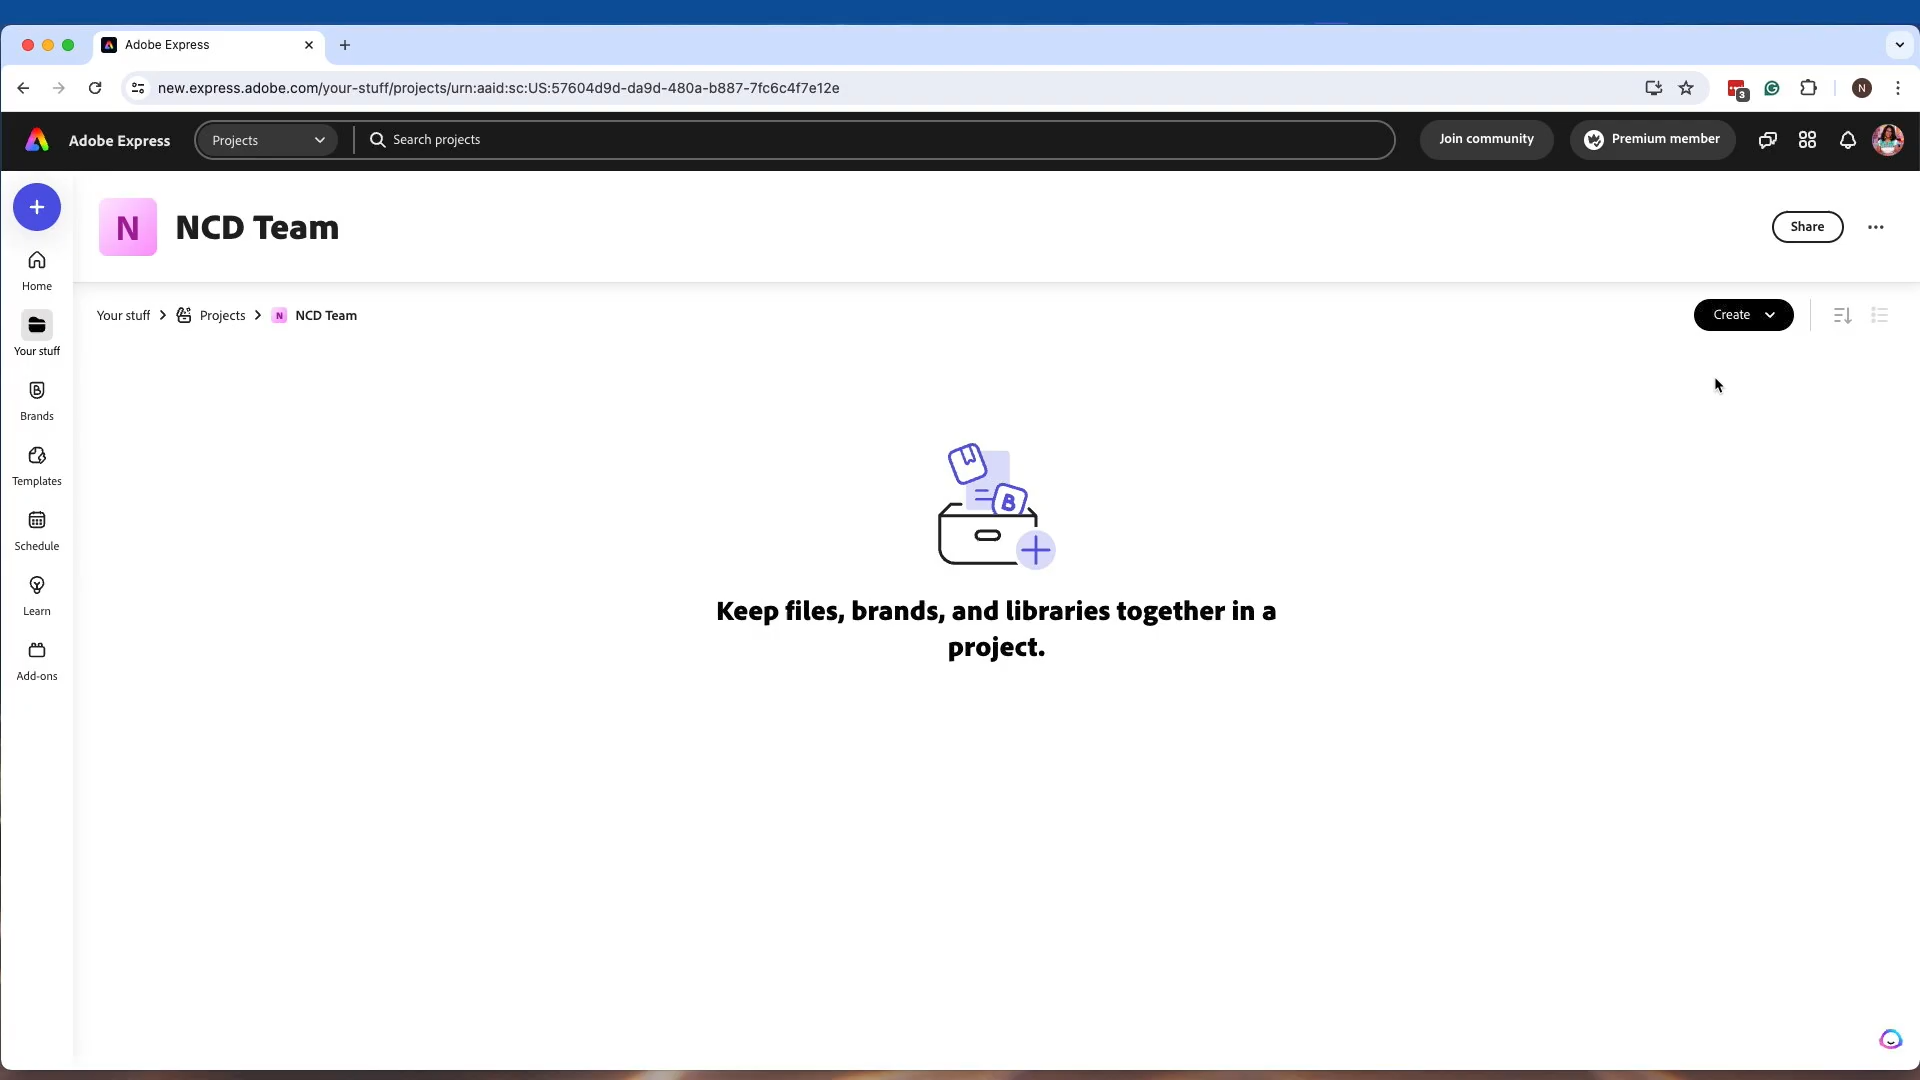 Adobe Express
new.express.adobe.com/your-stuff/projects/urn:aaid:sc:US:57604d9d-da9d-480a-b887-7fc6c4f7e12e
3
N
Adobe Express
Projects
Search projects
Join community
Premium member
N
NCD Team
Share
Home
Your stuff
Brands
Templates
Schedule
Learn
Add-ons
Your stuff
Projects
N
NCD Team
Create
B
B
Keep files, brands, and libraries together in a
project.